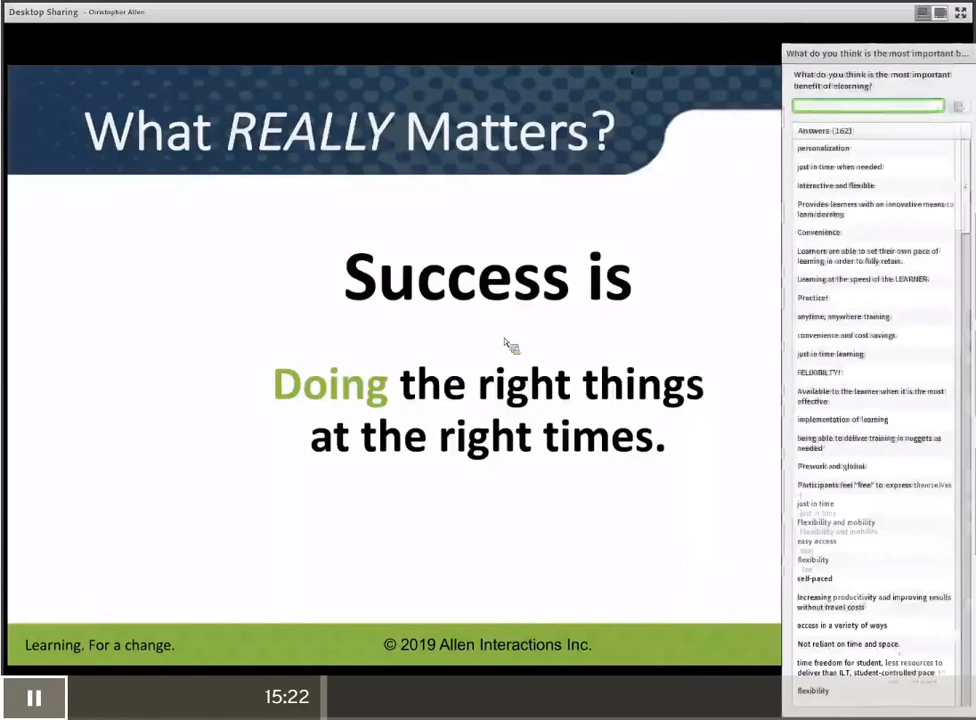 Desktop Sharing - Christopher Allen
What REALLY Matters?
Success is
Doing the right things
at the right times.
Learning. For a change.
© 2019 Allen Interactions Inc.
15:22
What do you think is the most important b...
What do you think is the most important
benefit of elearning?
Answers (162)
personalization
just in time when needed
Interactive and flexible
Provides learners with an innovative means to
learn/develop
Convenience
Learners are able to set their own pace of
learning in order to fully retain.
Learning at the speed of the LEARNER.
Practice!
anytime, anywhere training
convenience and cost savings
just in time learning
FELIXIBILTY!
Available to the learner when it is the most
effective
implementation of learning
being able to deliver training in nuggets as
needed
Prework and global
Participants feel "free" to express themselves
just in time
just in time
Flexibility and mobility
Flexibility and mobility
easy access
flexibility
self-paced
Increasing productivity and improving results
without travel costs
access in a variety of ways
Not reliant on time and space.
time freedom for student, less resources to
deliver than ILT, student-controlled pace
flexibility